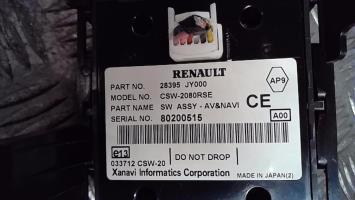 RENAULT
PART NO. 28395 JY000
MODEL NO. CSW-2080RSE
PART NAME SW ASSY - AV&NAVI
SERIAL NO. 80200515
AP9
CE
A00
e13 DO NOT DROP
033712 CSW-20
Xanavi Informatics Corporation MADE IN JAPAN(2)